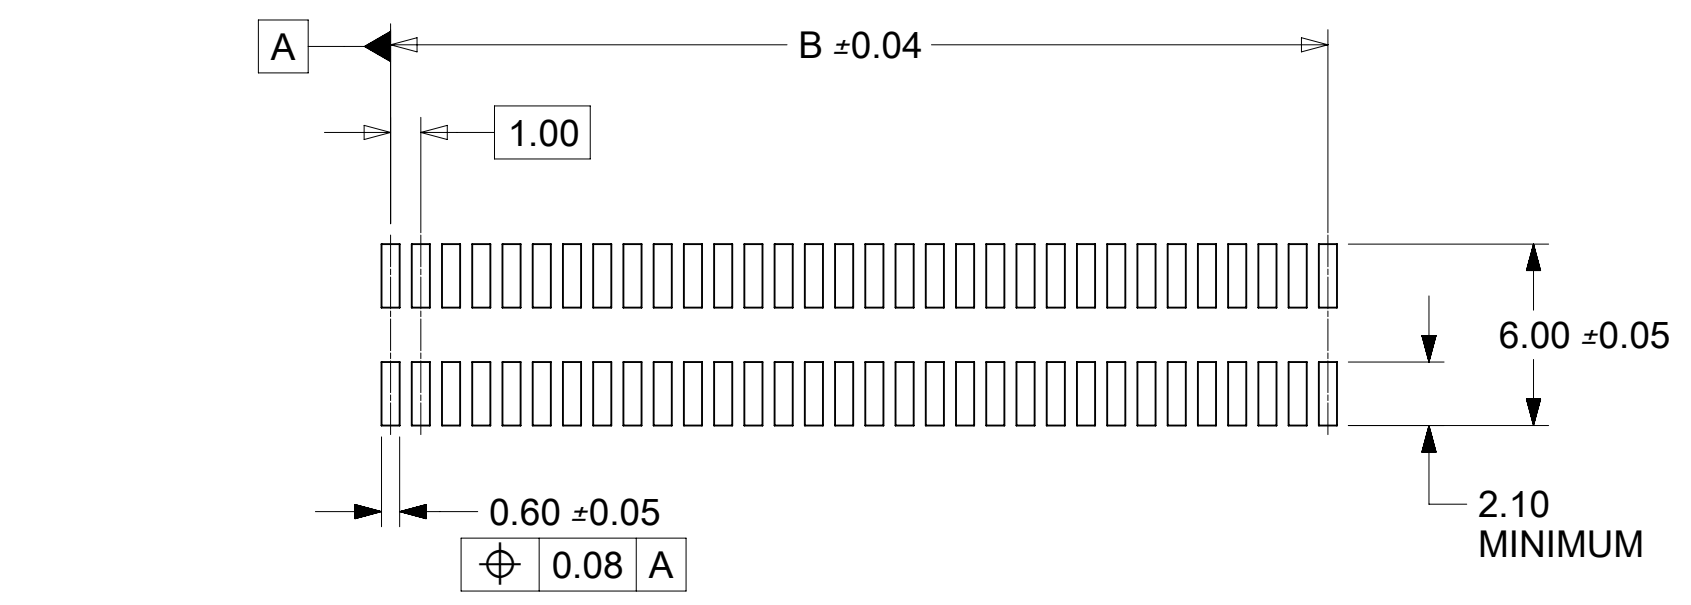 A
B ±0.04
1.00
6.00 ±0.05
0.60 ±0.05
2.10
MINIMUM
⌖ 0.08 A